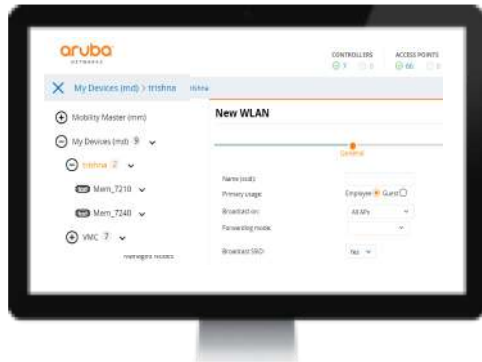 aruba
NETWORKS
CONTROLLERS
ACCESS POINTS
My Devices (md) > trishna
Mobility Master (mm)
New WLAN
My Devices (md) 9
General
trishna 2
Name (ssid):
Primary usage: Employee Guest
Mem_7210
Broadcast on: All APs
Mem_7240
Forwarding mode:
VMC 7
Broadcast SSID: Yes